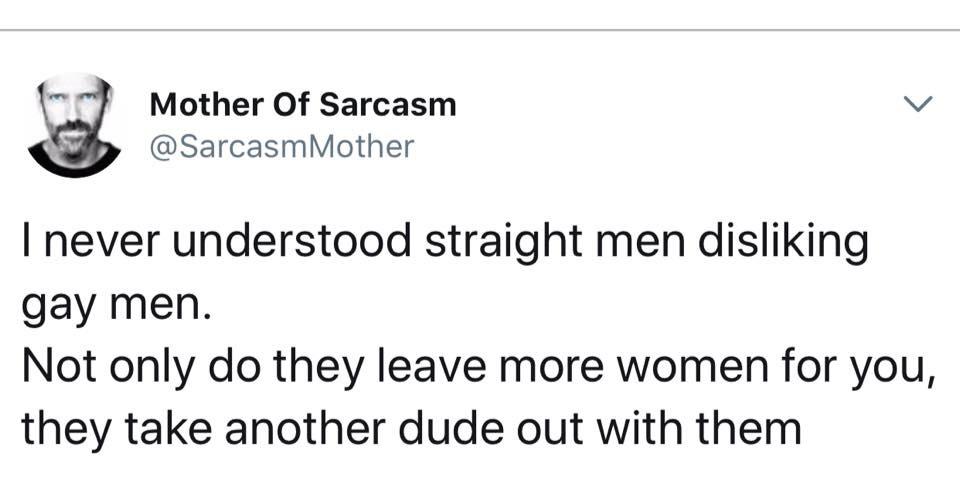 Mother Of Sarcasm
@SarcasmMother
I never understood straight men disliking
gay men.
Not only do they leave more women for you,
they take another dude out with them